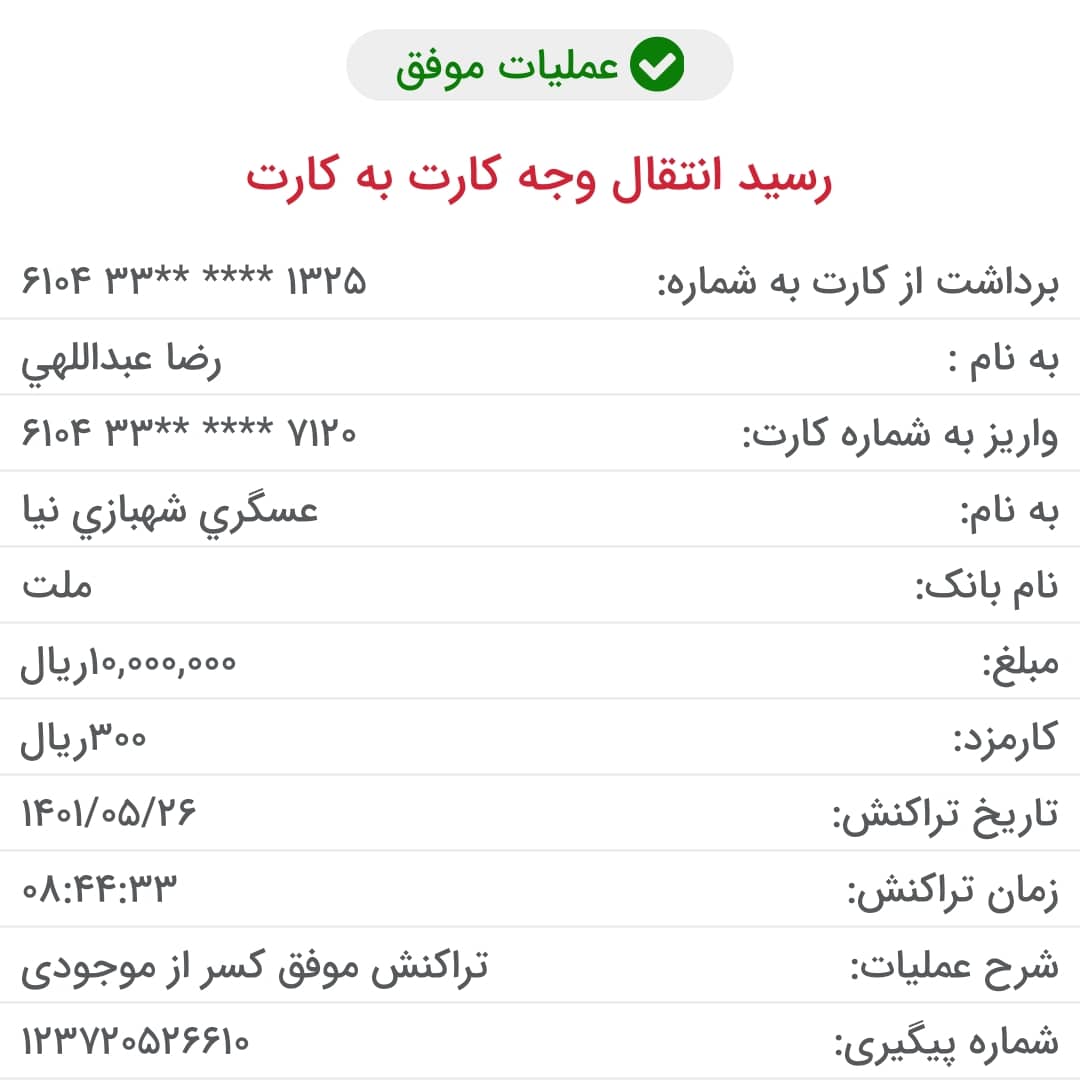 عملیات موفق
رسید انتقال وجه کارت به کارت
برداشت از کارت به شماره: ۶۱۰۴ ۳۳** **** ۱۳۲۵
به نام : رضا عبداللهي
واریز به شماره کارت: ۶۱۰۴ ۳۳** **** ۷۱۲۰
به نام: عسگري شهبازي نیا
نام بانک: ملت
مبلغ: ۱۰,۰۰۰,۰۰۰ریال
کارمزد: ۳۰۰ریال
تاریخ تراکنش: ۱۴۰۱/۰۵/۲۶
زمان تراکنش: ۰۸:۴۴:۳۳
شرح عملیات: تراکنش موفق کسر از موجودی
شماره پیگیری: ۱۲۳۷۲۰۵۲۶۶۱۰